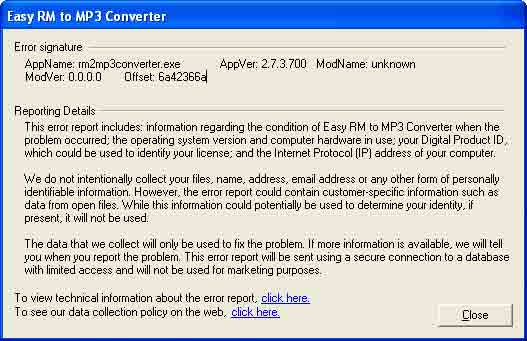 Easy RM to MP3 Converter
Error signature
AppName: rm2mp3converter.exe AppVer: 2.7.3.700 ModName: unknown
ModVer: 0.0.0.0 Offset: 6a42366a
Reporting Details
This error report includes: information regarding the condition of Easy RM to MP3 Converter when the
problem occurred; the operating system version and computer hardware in use; your Digital Product ID,
which could be used to identify your license; and the Internet Protocol (IP) address of your computer.
We do not intentionally collect your files, name, address, email address or any other form of personally
identifiable information. However, the error report could contain customer-specific information such as
data from open files. While this information could potentially be used to determine your identity, if
present, it will not be used.
The data that we collect will only be used to fix the problem. If more information is available, we will tell
you when you report the problem. This error report will be sent using a secure connection to a database
with limited access and will not be used for marketing purposes.
To view technical information about the error report, click here.
To see our data collection policy on the web, click here.
Close